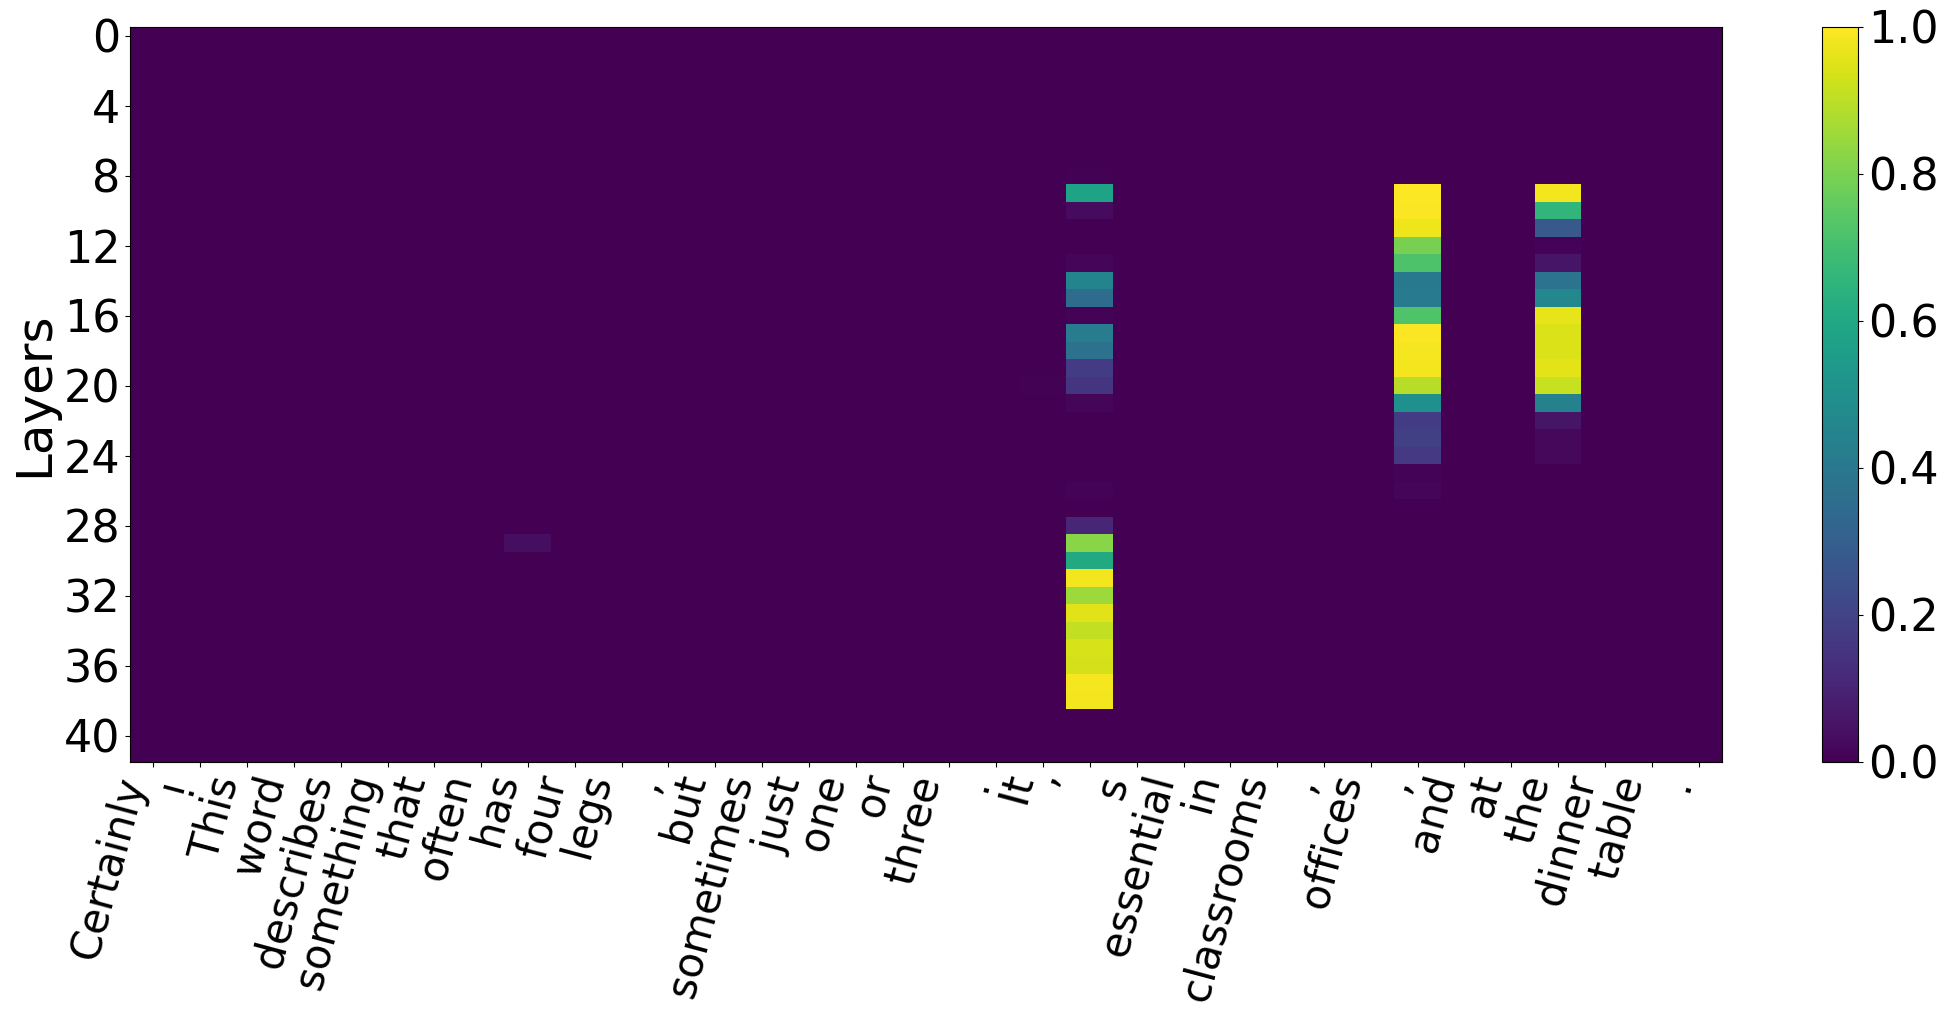 0
4
8
12
16
20
24
28
32
36
40
Layers
Certainly
!
This
word
describes
something
that
often
has
four
legs
,
but
sometimes
just
one
or
three
.
It
’
s
essential
in
classrooms
,
offices
,
and
at
the
dinner
table
.
1.0
0.8
0.6
0.4
0.2
0.0